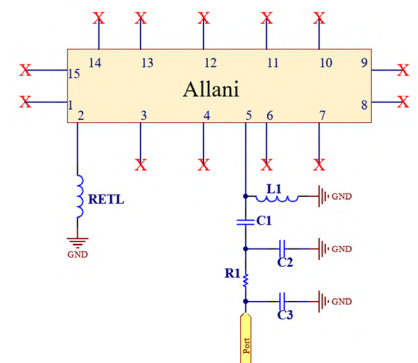 X X X X X
14 13 12 11 10
X 15 9 X
Allani
X 1 8 X
2 3 4 5 6 7
X X X X
L1
GND
RETL
C1
GND
C2
GND
R1
C3
GND
Port